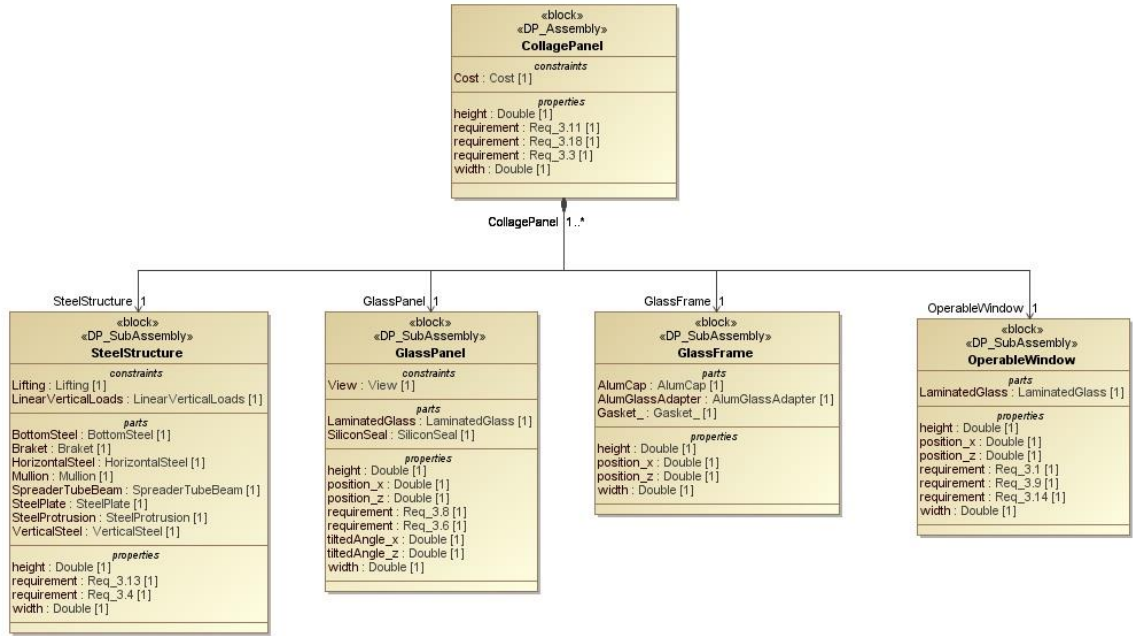 «block»
«DP_Assembly»
CollagePanel
constraints
Cost : Cost [1]
properties
height : Double [1]
requirement : Req_3.11 [1]
requirement : Req_3.18 [1]
requirement : Req_3.3 [1]
width : Double [1]
CollagePanel 1..*
SteelStructure 1
«block»
«DP_SubAssembly»
SteelStructure
constraints
Lifting : Lifting [1]
LinearVerticalLoads : LinearVerticalLoads [1]
parts
BottomSteel : BottomSteel [1]
Braket : Braket [1]
HorizontalSteel : HorizontalSteel [1]
Mullion : Mullion [1]
SpreaderTubeBeam : SpreaderTubeBeam [1]
SteelPlate : SteelPlate [1]
SteelProtrusion : SteelProtrusion [1]
VerticalSteel : VerticalSteel [1]
properties
height : Double [1]
requirement : Req_3.13 [1]
requirement : Req_3.4 [1]
width : Double [1]
GlassPanel 1
«block»
«DP_SubAssembly»
GlassPanel
constraints
View : View [1]
parts
LaminatedGlass : LaminatedGlass [1]
SiliconSeal : SiliconSeal [1]
properties
height : Double [1]
position_x : Double [1]
position_z : Double [1]
requirement : Req_3.8 [1]
requirement : Req_3.6 [1]
tiltedAngle_x : Double [1]
tiltedAngle_z : Double [1]
width : Double [1]
GlassFrame 1
«block»
«DP_SubAssembly»
GlassFrame
parts
AlumCap : AlumCap [1]
AlumGlassAdapter : AlumGlassAdapter [1]
Gasket_ : Gasket_ [1]
properties
height : Double [1]
position_x : Double [1]
position_z : Double [1]
width : Double [1]
OperableWindow 1
«block»
«DP_SubAssembly»
OperableWindow
parts
LaminatedGlass : LaminatedGlass [1]
properties
height : Double [1]
position_x : Double [1]
position_z : Double [1]
requirement : Req_3.1 [1]
requirement : Req_3.9 [1]
requirement : Req_3.14 [1]
width : Double [1]